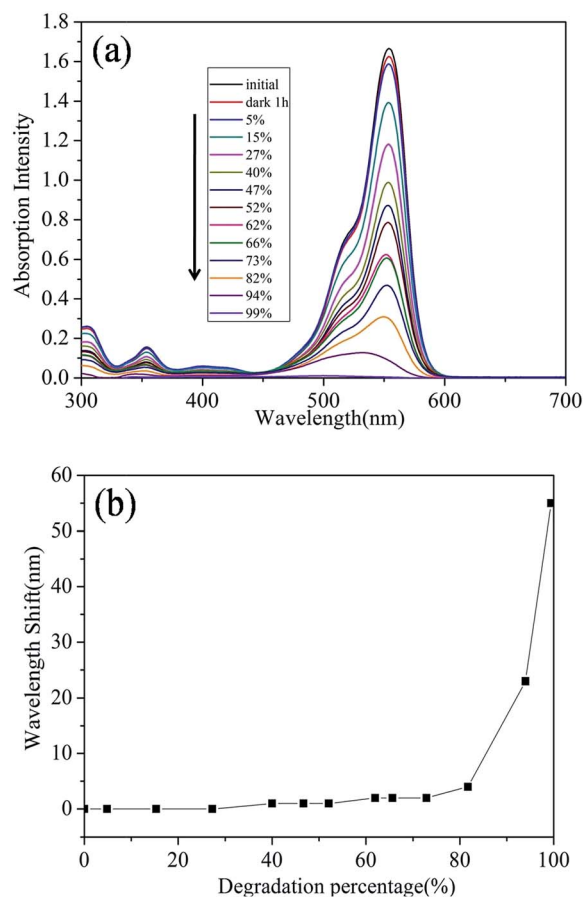 (a)
1.8
1.6
1.4
1.2
1.0
0.8
0.6
0.4
0.2
0.0
Absorption Intensity
initial
dark 1h
5%
15%
27%
40%
47%
52%
62%
66%
73%
82%
94%
99%
300 400 500 600 700
Wavelength(nm)
(b)
60
50
40
30
20
10
0
Wavelength Shift(nm)
0 20 40 60 80 100
Degradation percentage(%)